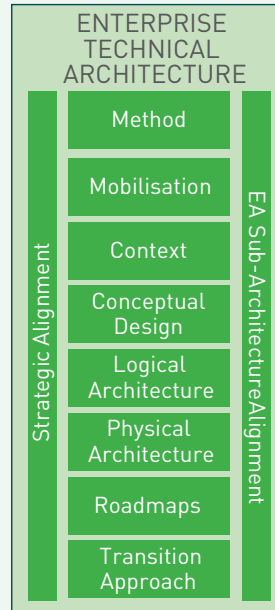 ENTERPRISE
TECHNICAL
ARCHITECTURE
Strategic Alignment
Method
Mobilisation
Context
Conceptual
Design
Logical
Architecture
Physical
Architecture
Roadmaps
Transition
Approach
EA Sub-ArchitectureAlignment